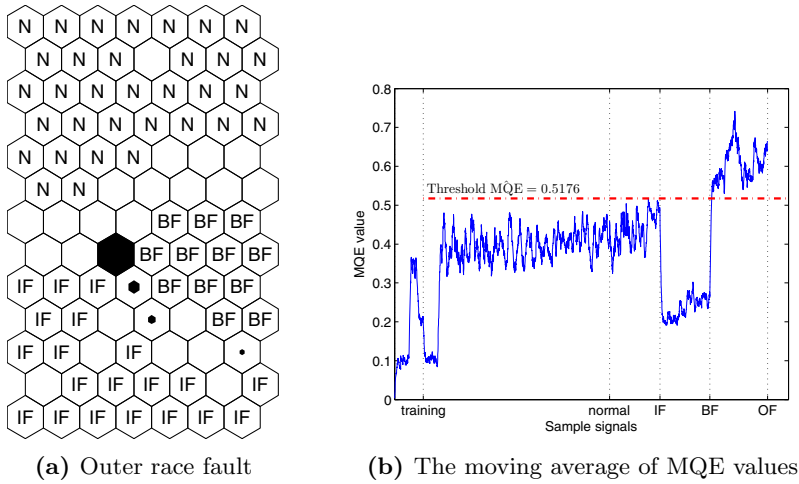 N N N N N N N
N N N N N N
N N N N N N N
N N N N N N N
N N N N
N N
BF BF BF
BF BF BF BF
IF IF IF BF BF BF
IF IF BF BF
IF IF IF
IF IF IF IF IF
IF IF IF IF IF IF IF
(a) Outer race fault
0.8
0.7
0.6
0.5
0.4
0.3
0.2
0.1
0
MQE value
Threshold MQ̂E = 0.5176
training normal IF BF OF
Sample signals
(b) The moving average of MQE values